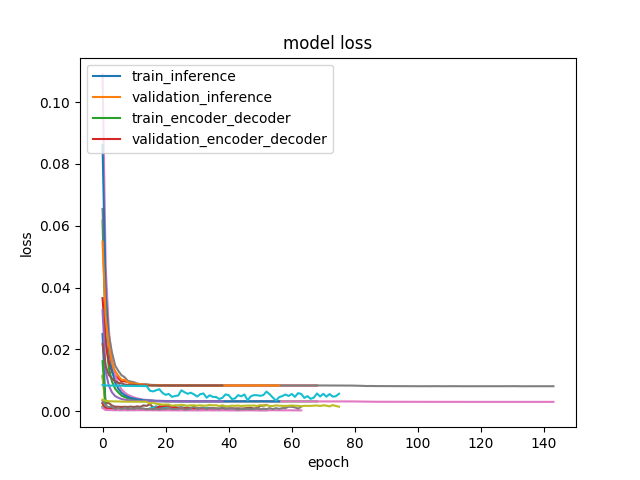 model loss
train_inference
validation_inference
train_encoder_decoder
validation_encoder_decoder
0.10
0.08
0.06
0.04
0.02
0.00
loss
0 20 40 60 80 100 120 140
epoch